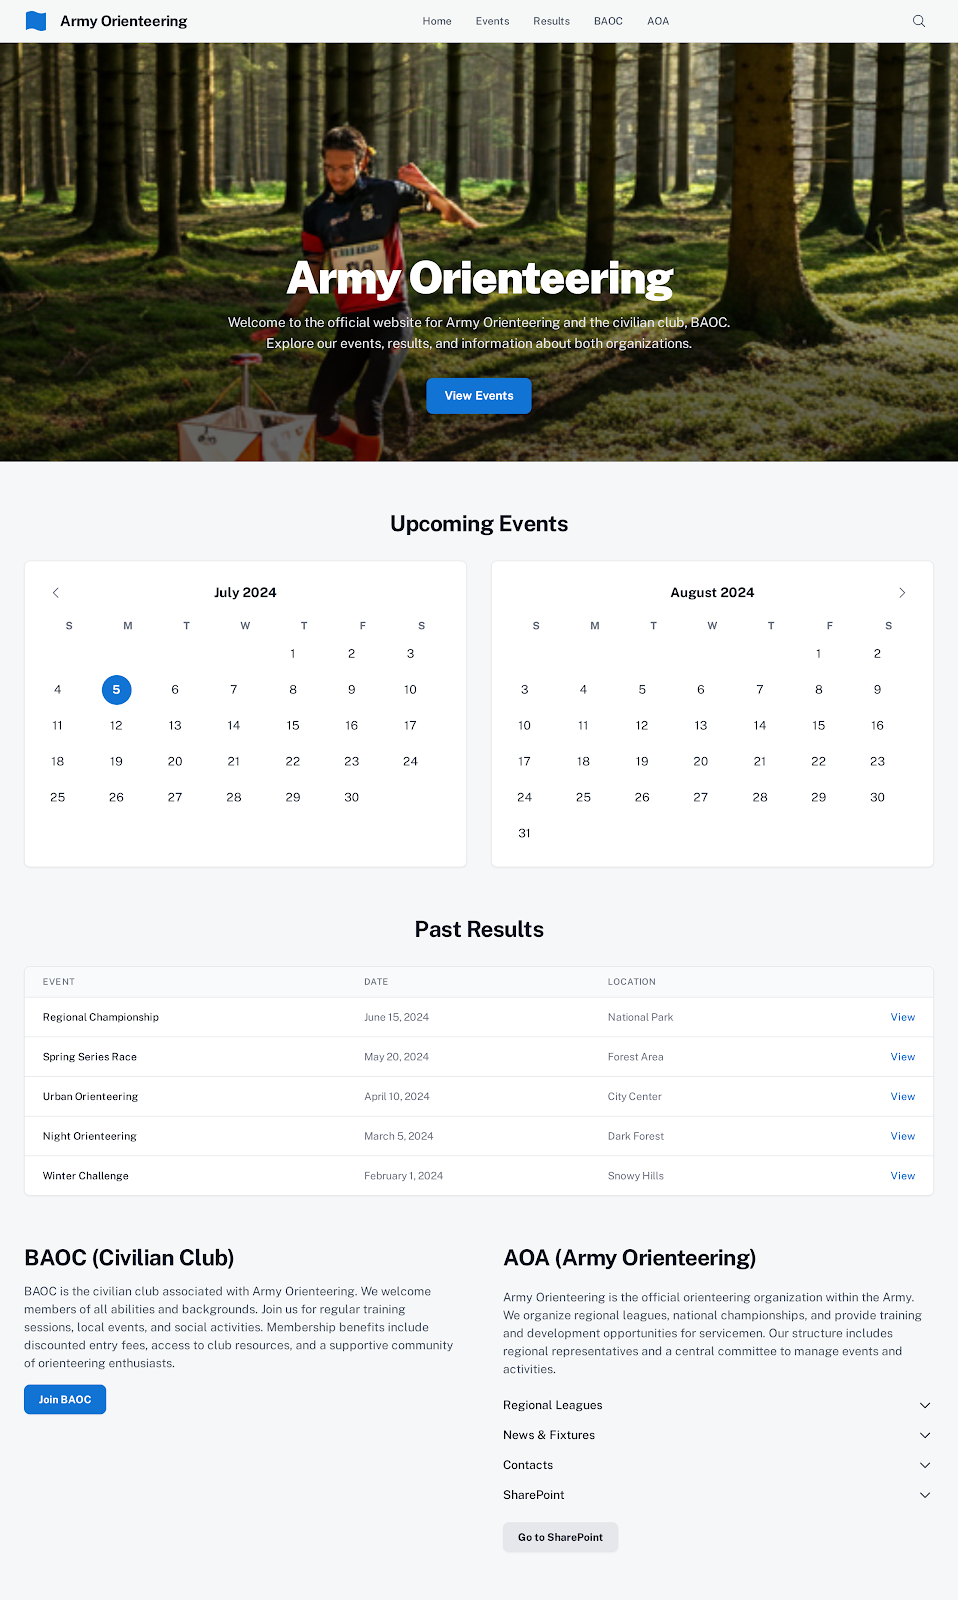 Army Orienteering
Home Events Results BAOC AOA
Army Orienteering
Welcome to the official website for Army Orienteering and the civilian club, BAOC.
Explore our events, results, and information about both organizations.
View Events
Upcoming Events
July 2024
S M T W T F S
1 2 3
4 5 6 7 8 9 10
11 12 13 14 15 16 17
18 19 20 21 22 23 24
25 26 27 28 29 30
August 2024
S M T W T F S
1 2
3 4 5 6 7 8 9
10 11 12 13 14 15 16
17 18 19 20 21 22 23
24 25 26 27 28 29 30
31
Past Results
EVENT DATE LOCATION
Regional Championship June 15, 2024 National Park View
Spring Series Race May 20, 2024 Forest Area View
Urban Orienteering April 10, 2024 City Center View
Night Orienteering March 5, 2024 Dark Forest View
Winter Challenge February 1, 2024 Snowy Hills View
BAOC (Civilian Club)
BAOC is the civilian club associated with Army Orienteering. We welcome
members of all abilities and backgrounds. Join us for regular training
sessions, local events, and social activities. Membership benefits include
discounted entry fees, access to club resources, and a supportive community
of orienteering enthusiasts.
Join BAOC
AOA (Army Orienteering)
Army Orienteering is the official orienteering organization within the Army.
We organize regional leagues, national championships, and provide training
and development opportunities for servicemen. Our structure includes
regional representatives and a central committee to manage events and
activities.
Regional Leagues
News & Fixtures
Contacts
SharePoint
Go to SharePoint